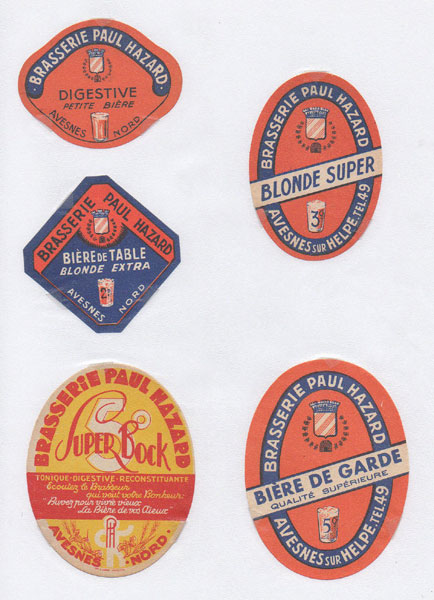 BRASSERIE PAUL HAZARD
DIGESTIVE
PETITE BIÈRE
AVESNES NORD
BRASSERIE PAUL HAZARD
BLONDE SUPER
3°
AVESNES SUR HELPE.TEL.49
BRASSERIE PAUL HAZARD
BIÈRE DE TABLE
BLONDE EXTRA
2°
AVESNES NORD
BRASSERIE PAUL HAZARD
5°
SUPER BOCK
TONIQUE-DIGESTIVE-RECONSTITUANTE
Ecoutez le Brasseur
qui veut votre Bonheur:
Buvez pour vivre vieux
La Bière de nos Aïeux
AVESNES NORD
BRASSERIE PAUL HAZARD
BIÈRE DE GARDE
QUALITÉ SUPÉRIEURE
5°
AVESNES SUR HELPE.TEL.49